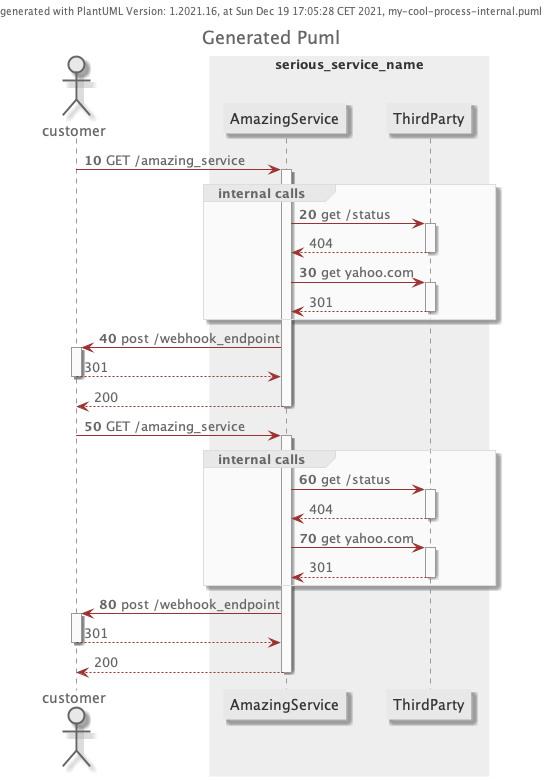 generated with PlantUML Version: 1.2021.16, at Sun Dec 19 17:05:28 CET 2021, my-cool-process-internal.puml
Generated Puml
serious_service_name
customer
AmazingService
ThirdParty
10 GET /amazing_service
internal calls
20 get /status
404
30 get yahoo.com
301
40 post /webhook_endpoint
301
200
50 GET /amazing_service
internal calls
60 get /status
404
70 get yahoo.com
301
80 post /webhook_endpoint
301
200
customer
AmazingService
ThirdParty